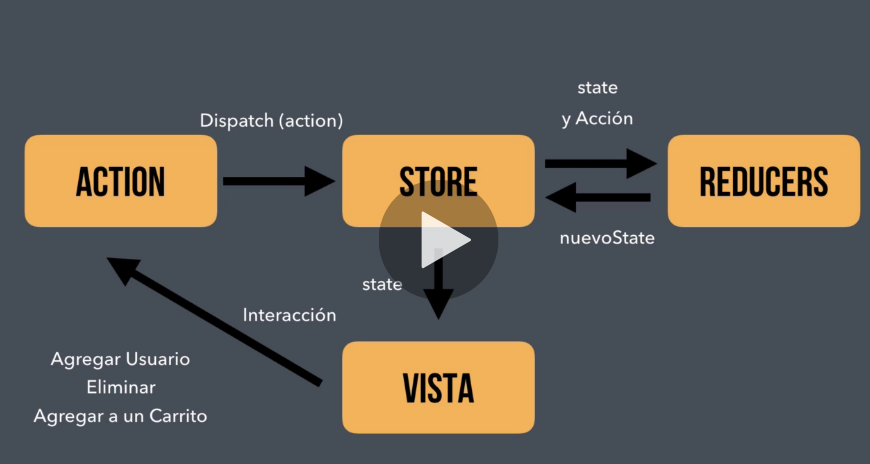 state
y Acción
Dispatch (action)
ACTION
STORE
REDUCERS
nuevoState
state
Interacción
Agregar Usuario
Eliminar
Agregar a un Carrito
VISTA